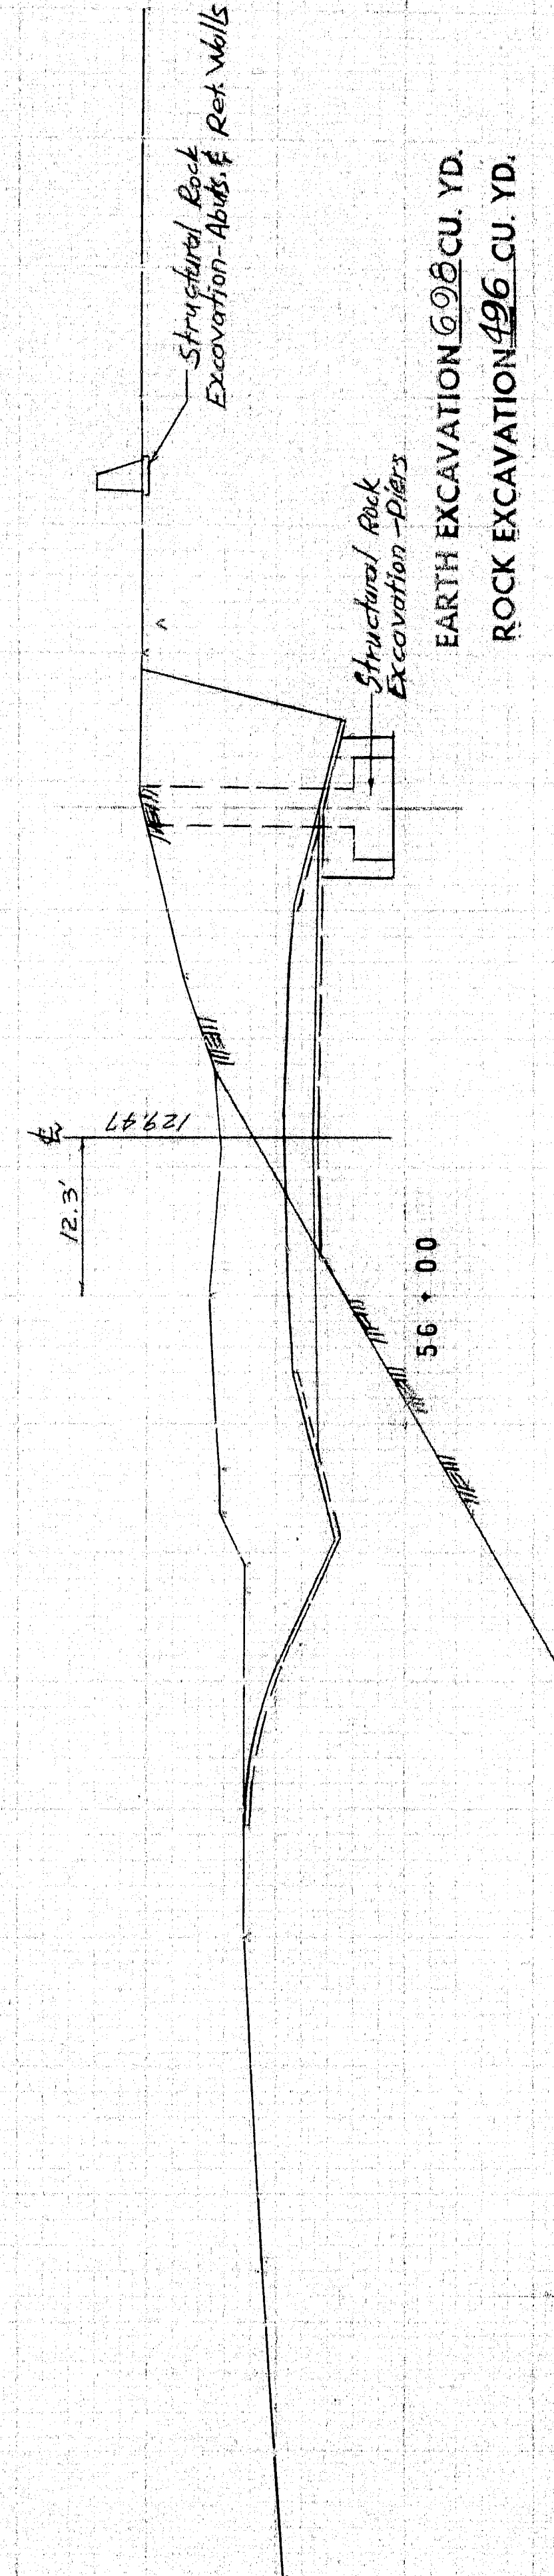 12.3'
℄
129.47
56 + 00
Structural Rock
Excavation-Piers
Structural Rock
Excavation-Abuts. & Ret. Walls
EARTH EXCAVATION 698 CU. YD.
ROCK EXCAVATION 496 CU. YD.